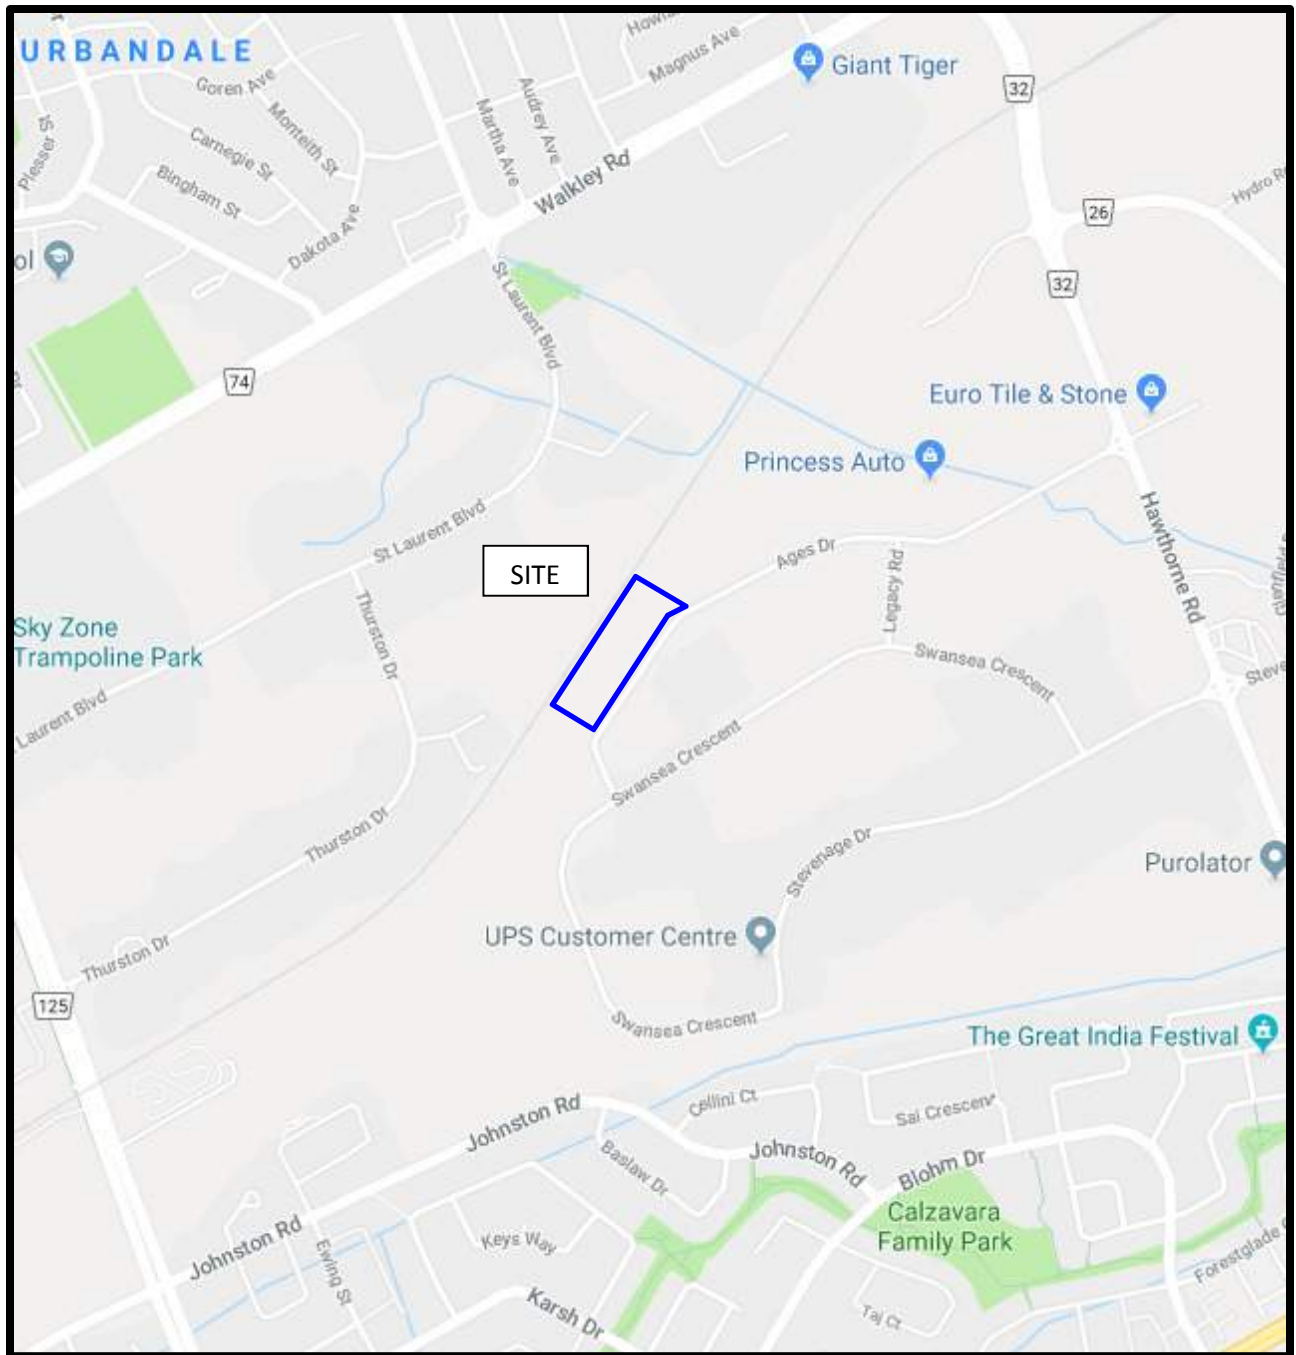 URBANDALE
Goren Ave
Magnus Ave
Giant Tiger
32
Plesser St
Carnegie St
Monteith St
Martha Ave
Audrey Ave
Walkley Rd
Bingham St
Dakota Ave
26
32
St Laurent Blvd
74
Euro Tile & Stone
Princess Auto
Hawthorne Rd
St Laurent Blvd
SITE
Ages Dr
Legacy Rd
Sky Zone
Trampoline Park
Thurston Dr
Swansea Crescent
Laurent Blvd
Swansea Crescent
Thurston Dr
Stevenage Dr
Purolator
UPS Customer Centre
Thurston Dr
125
Swansea Crescent
The Great India Festival
Cellini Ct
Johnston Rd
Baslaw Dr
Johnston Rd
Blohm Dr
Calzavara
Family Park
Johnston Rd
Ewing St
Keys Way
Forestglade
Karsh Dr
Taj Ct